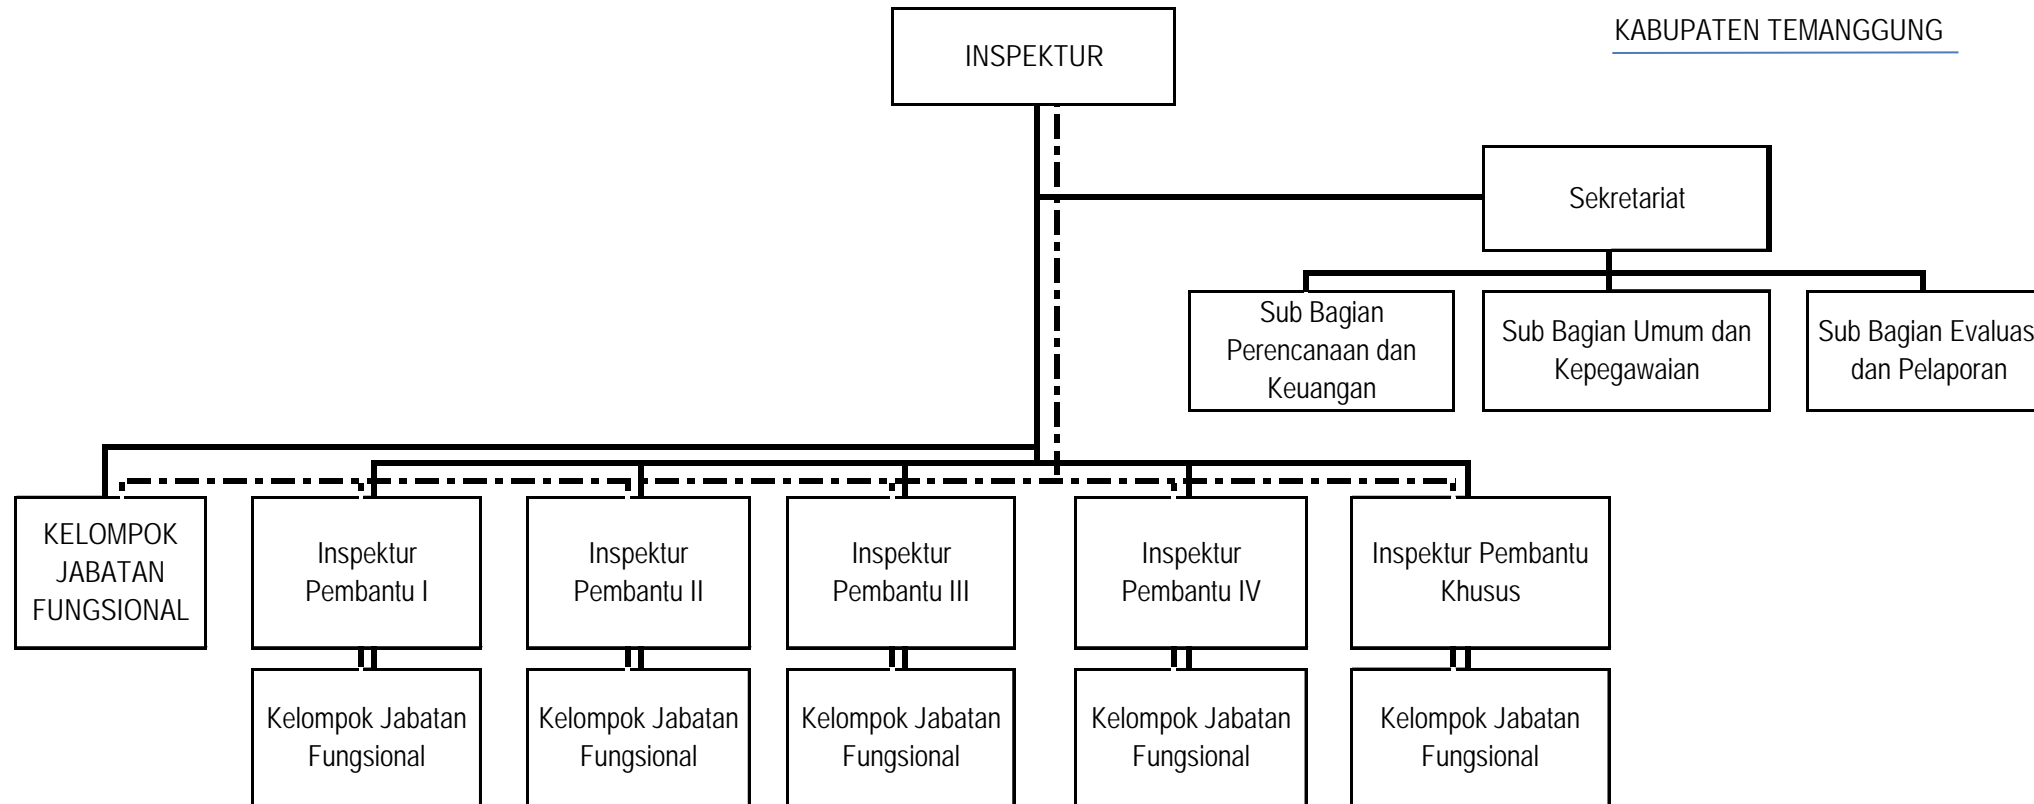 INSPEKTUR
KABUPATEN TEMANGGUNG
Sekretariat
Sub Bagian
Perencanaan dan
Keuangan
Sub Bagian Umum dan
Kepegawaian
Sub Bagian Evaluas
dan Pelaporan
KELOMPOK
JABATAN
FUNGSIONAL
Inspektur
Pembantu I
Inspektur
Pembantu II
Inspektur
Pembantu III
Inspektur
Pembantu IV
Inspektur Pembantu
Khusus
Kelompok Jabatan
Fungsional
Kelompok Jabatan
Fungsional
Kelompok Jabatan
Fungsional
Kelompok Jabatan
Fungsional
Kelompok Jabatan
Fungsional